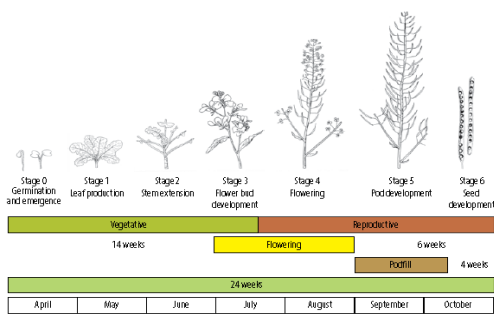 Stage 0
Germination
and emergence
Stage 1
Leaf production
Stage 2
Stem extension
Stage 3
Flower bud
development
Stage 4
Flowering
Stage 5
Pod development
Stage 6
Seed
development
Vegetative
Reproductive
14 weeks
Flowering
6 weeks
Podfill
4 weeks
24 weeks
April
May
June
July
August
September
October